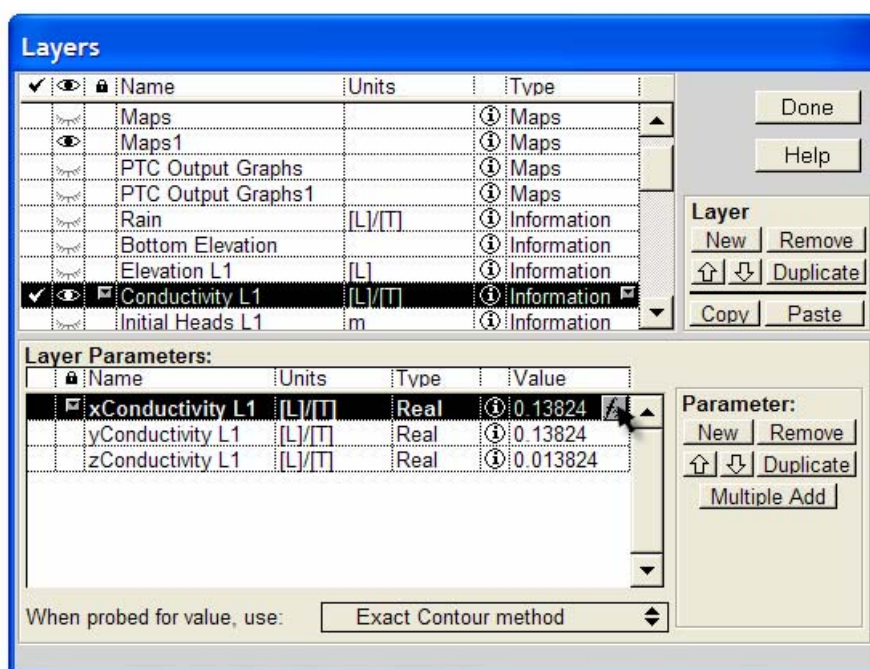 Layers
Name Units Type
Maps Maps
Maps1 Maps
PTC Output Graphs Maps
PTC Output Graphs1 Maps
Rain [L]/[T] Information
Bottom Elevation Information
Elevation L1 [L] Information
Conductivity L1 [L]/[T] Information
Initial Heads L1 m Information
Done
Help
Layer
New Remove
Duplicate
Copy Paste
Layer Parameters:
Name Units Type Value
xConductivity L1 [L]/[T] Real 0.13824
yConductivity L1 [L]/[T] Real 0.13824
zConductivity L1 [L]/[T] Real 0.013824
Parameter:
New Remove
Duplicate
Multiple Add
When probed for value, use: Exact Contour method